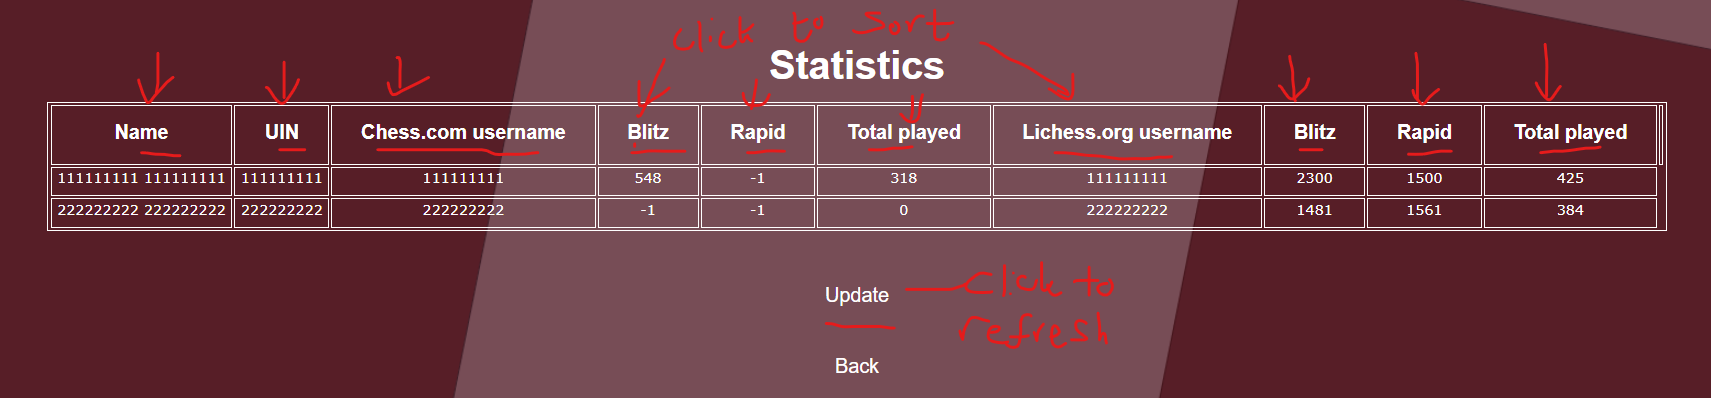 click to sort
Statistics
Name UIN Chess.com username Blitz Rapid Total played Lichess.org username Blitz Rapid Total played
111111111 111111111 111111111 111111111 548 -1 318 111111111 2300 1500 425
222222222 222222222 222222222 222222222 -1 -1 0 222222222 1481 1561 384
Update click to
refresh
Back